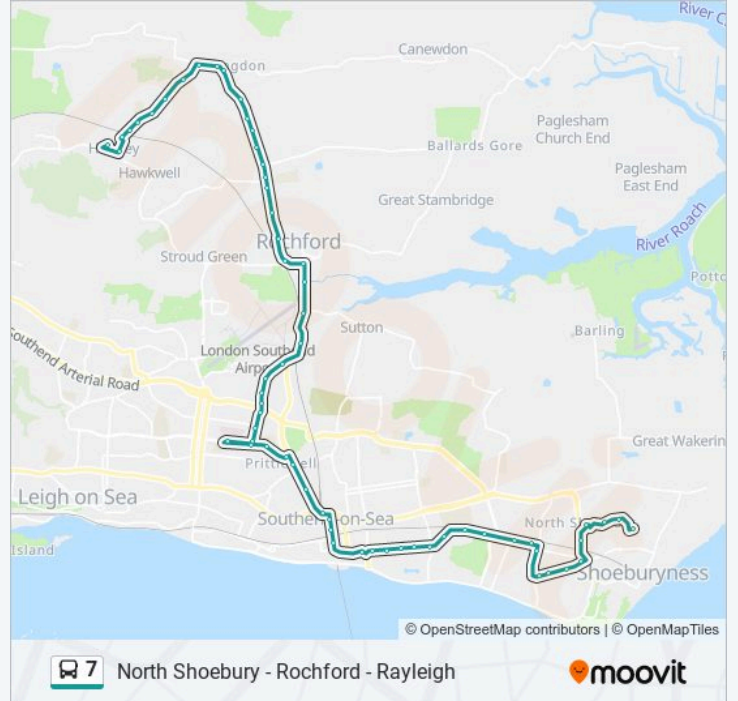 River C
Canewdon
Paglesham
Church End
Ballards Gore
Hawkwell
Paglesham
East End
Great Stambridge
River Roach
Rochford
Stroud Green
Sutton
Barling
London Southend
Airport
Southend Arterial Road
Great Wakerin
Prittlewell
Leigh on Sea
Southend-on-Sea
North S
Island
Shoeburyness
© OpenStreetMap contributors | © OpenMapTiles
7 North Shoebury - Rochford - Rayleigh
moovit